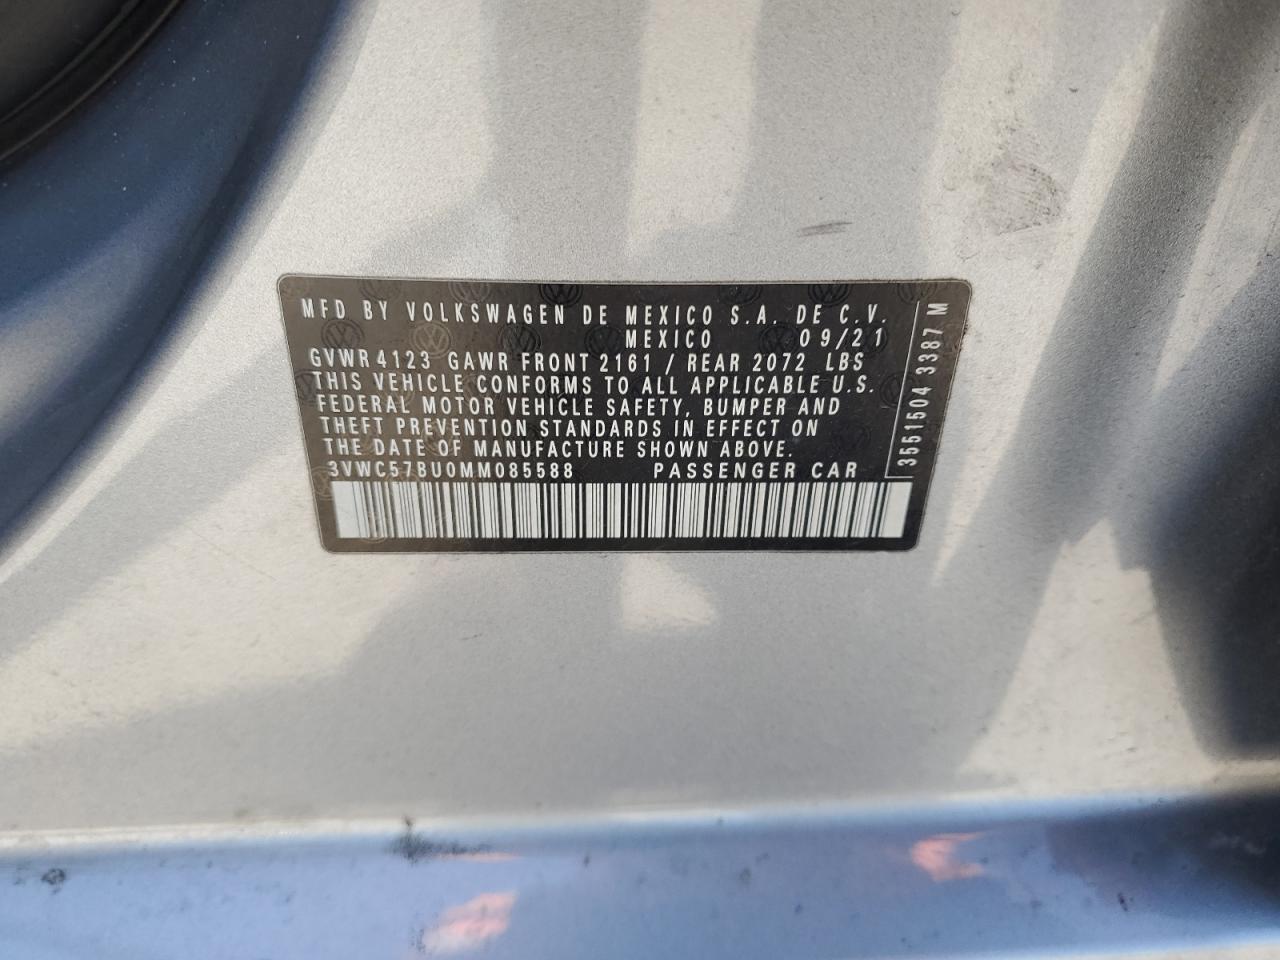 MFD BY VOLKSWAGEN DE MEXICO S.A. DE C.V.
MEXICO 09/21
GVWR 4123 GAWR FRONT 2161 / REAR 2072 LBS
THIS VEHICLE CONFORMS TO ALL APPLICABLE U.S.
FEDERAL MOTOR VEHICLE SAFETY, BUMPER AND
THEFT PREVENTION STANDARDS IN EFFECT ON
THE DATE OF MANUFACTURE SHOWN ABOVE.
3VWC57BU0MM085588 PASSENGER CAR
3551504 3387 M